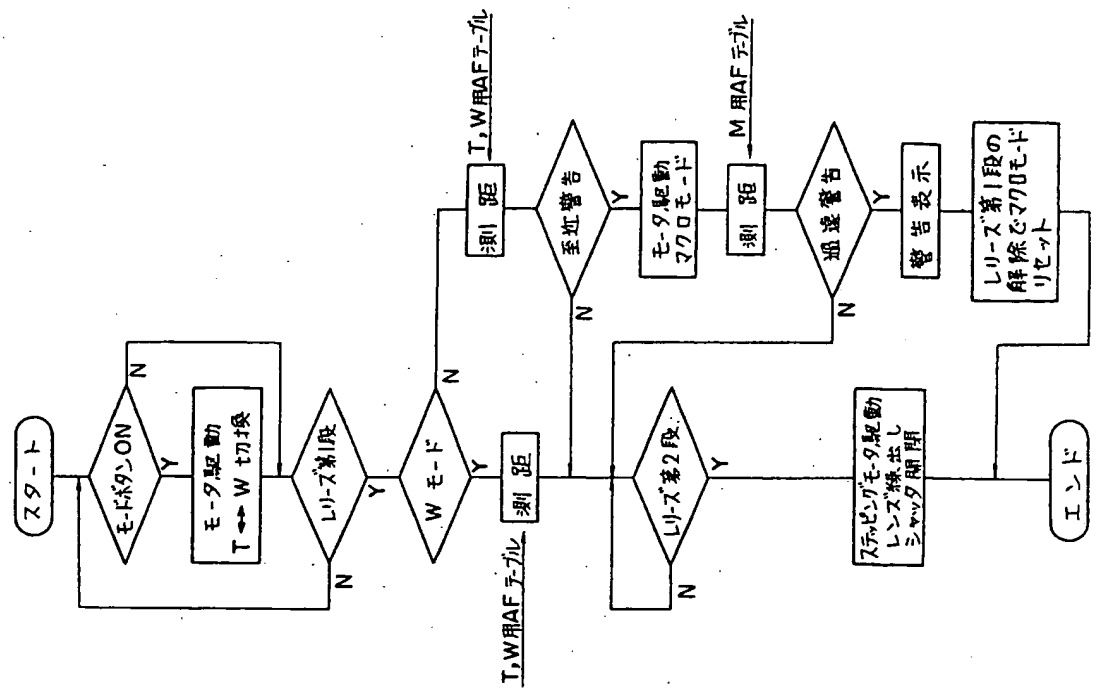 スタート
モードボタンON
N
Y
モータ駆動
T↔W 切換
レリーズ第1段
N
Y
W モード
N
Y
T,W用AFテーブル
測距
T,W用AFテーブル
測距
至近警告
N
Y
モータ駆動
マクロモード
M用AFテーブル
測距
過遠警告
N
Y
警告表示
レリーズ第1段の
解除でマクロモード
リセット
レリーズ第2段
N
Y
ステッピングモータ駆動
レンズ繰出し
シャッタ開閉
エンド